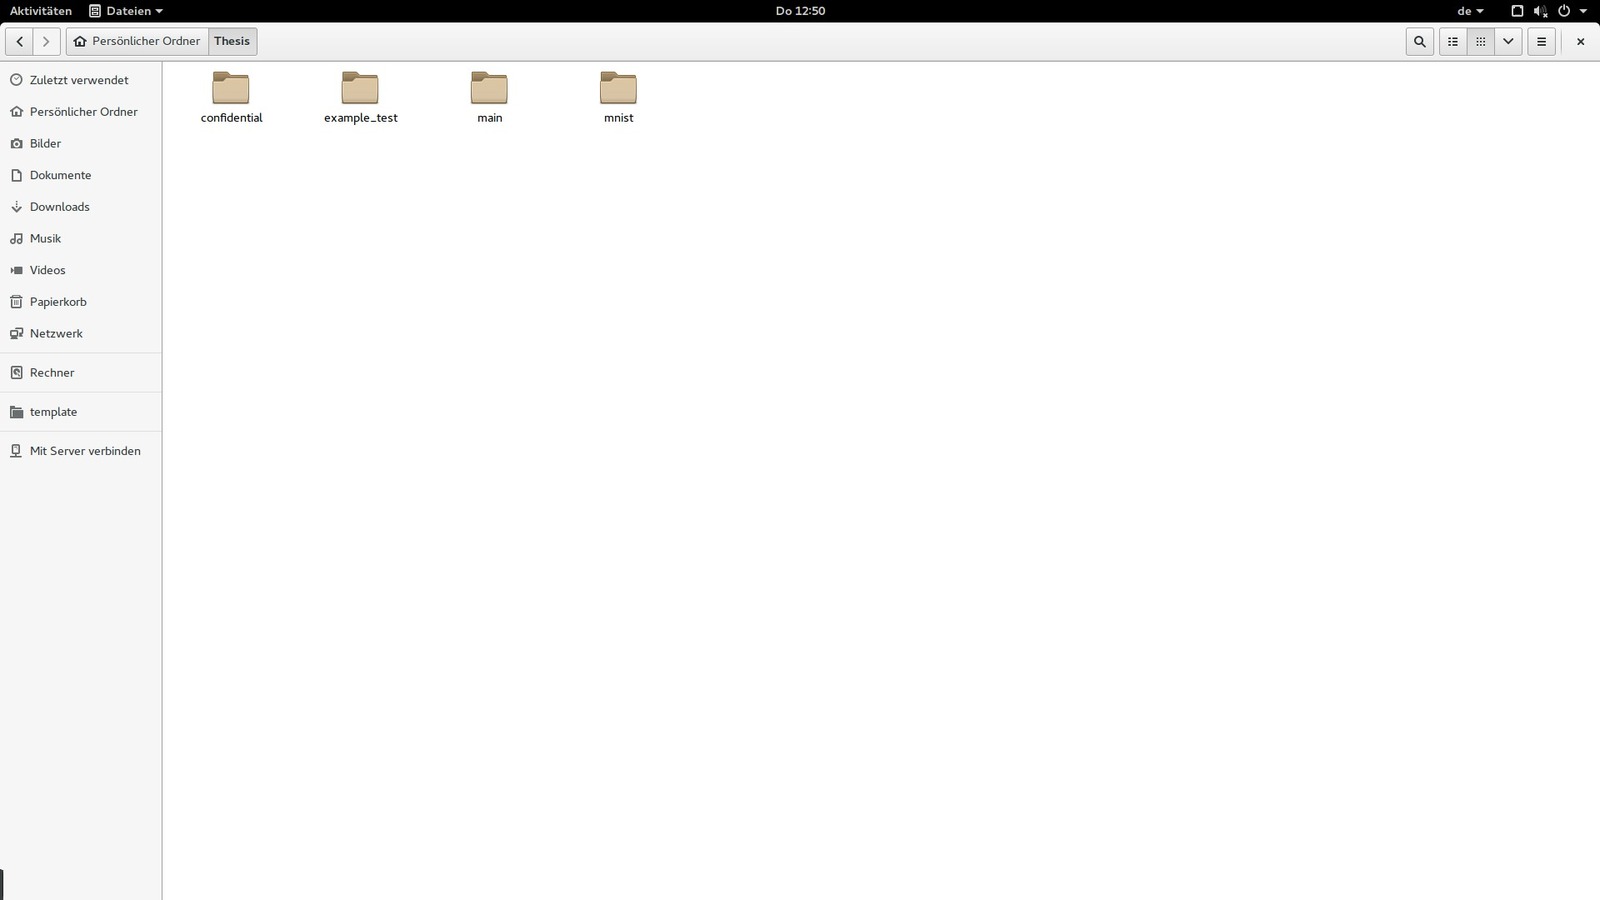 Aktivitäten Dateien Do 12:50 de
Persönlicher Ordner Thesis
Zuletzt verwendet
Persönlicher Ordner
Bilder
Dokumente
Downloads
Musik
Videos
Papierkorb
Netzwerk
Rechner
template
Mit Server verbinden
confidential example_test main mnist